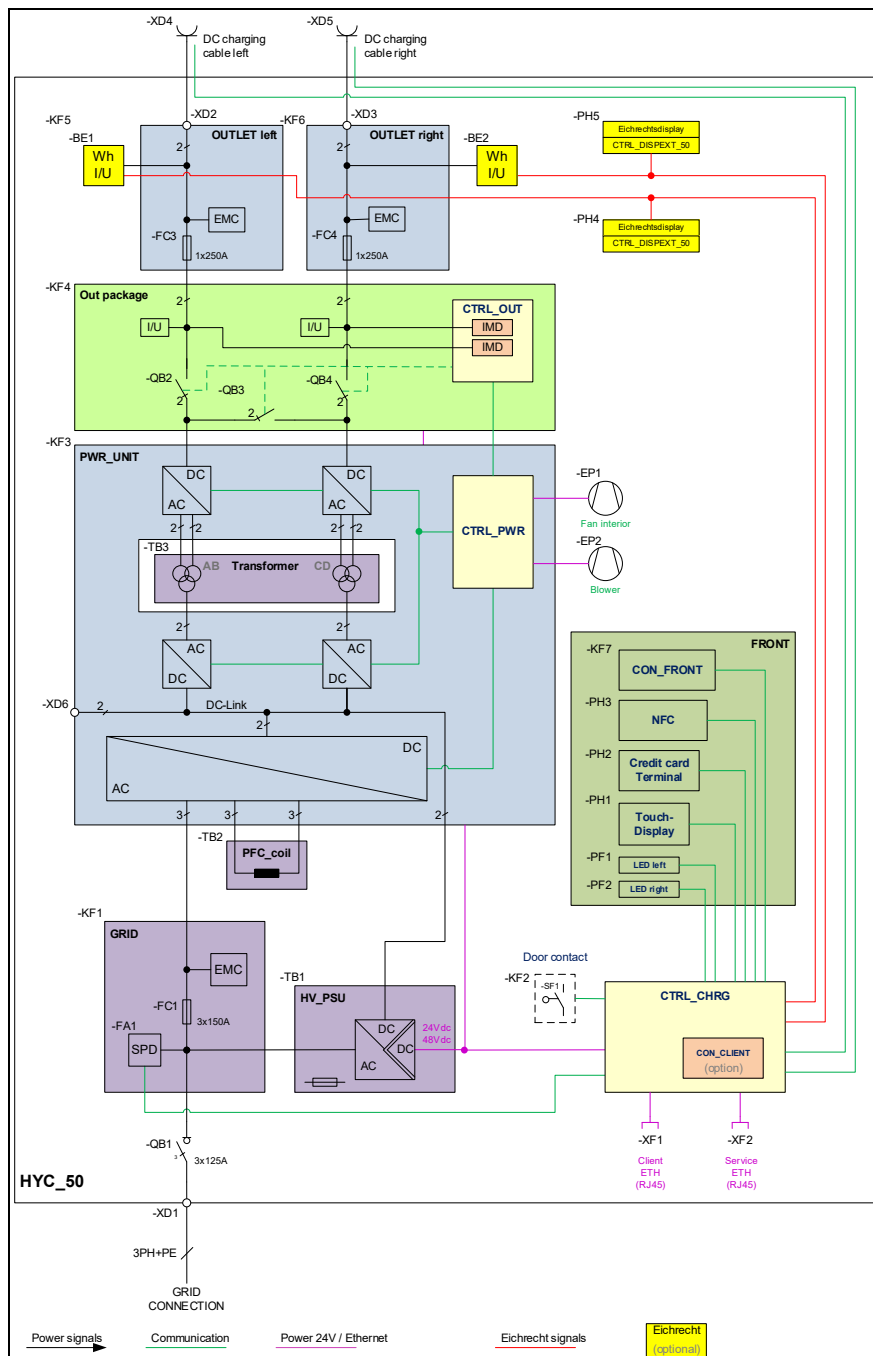 -XD4
DC charging
cable left
-XD5
DC charging
cable right
-KF5
-XD2
OUTLET left
-BE1
Wh
I/U
2
EMC
-FC3
1x250A
-KF6
-XD3
OUTLET right
-BE2
Wh
I/U
2
EMC
-FC4
1x250A
-PH5
Eichrechtsdisplay
CTRL_DISPEXT_50
-PH4
Eichrechtsdisplay
CTRL_DISPEXT_50
-KF4
Out package
2
2
I/U
I/U
CTRL_OUT
IMD
IMD
-QB2
2
-QB3
2
-QB4
2
-KF3
PWR_UNIT
DC
AC
DC
AC
2
2
2
2
-TB3
AB
Transformer
CD
2
2
AC
DC
AC
DC
CTRL_PWR
-EP1
Fan interior
-EP2
Blower
-XD6
2
DC-Link
2
DC
AC
3
3
3
2
-TB2
PFC_coil
FRONT
-KF7
CON_FRONT
-PH3
NFC
-PH2
Credit card
Terminal
-PH1
Touch-
Display
-PF1
LED left
-PF2
LED right
-KF1
GRID
EMC
-FC1
3x150A
-FA1
SPD
-TB1
HV_PSU
DC
AC
DC
24Vdc
48Vdc
Door contact
-KF2
-SF1
CTRL_CHRG
CON_CLIENT
(option)
-XF1
Client
ETH
(RJ45)
-XF2
Service
ETH
(RJ45)
-QB1
3
3x125A
HYC_50
-XD1
3PH+PE
GRID
CONNECTION
Power signals
Communication
Power 24V / Ethernet
Eichrecht signals
Eichrecht
(optional)